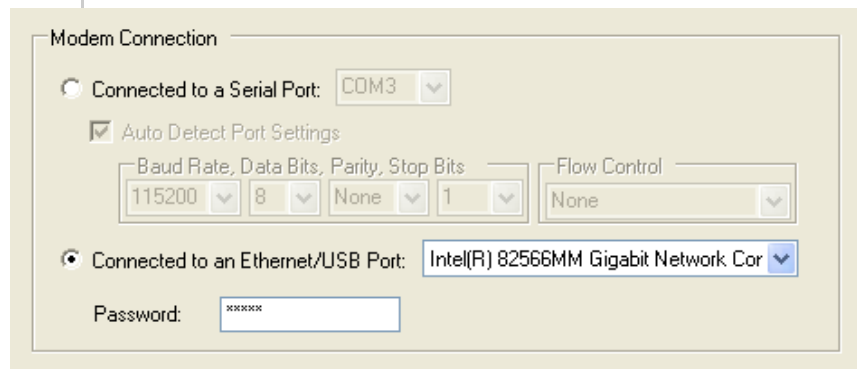 Modem Connection
Connected to a Serial Port: COM3
Auto Detect Port Settings
Baud Rate, Data Bits, Parity, Stop Bits Flow Control
115200 8 None 1 None
Connected to an Ethernet/USB Port: Intel(R) 82566MM Gigabit Network Cor
Password: *****